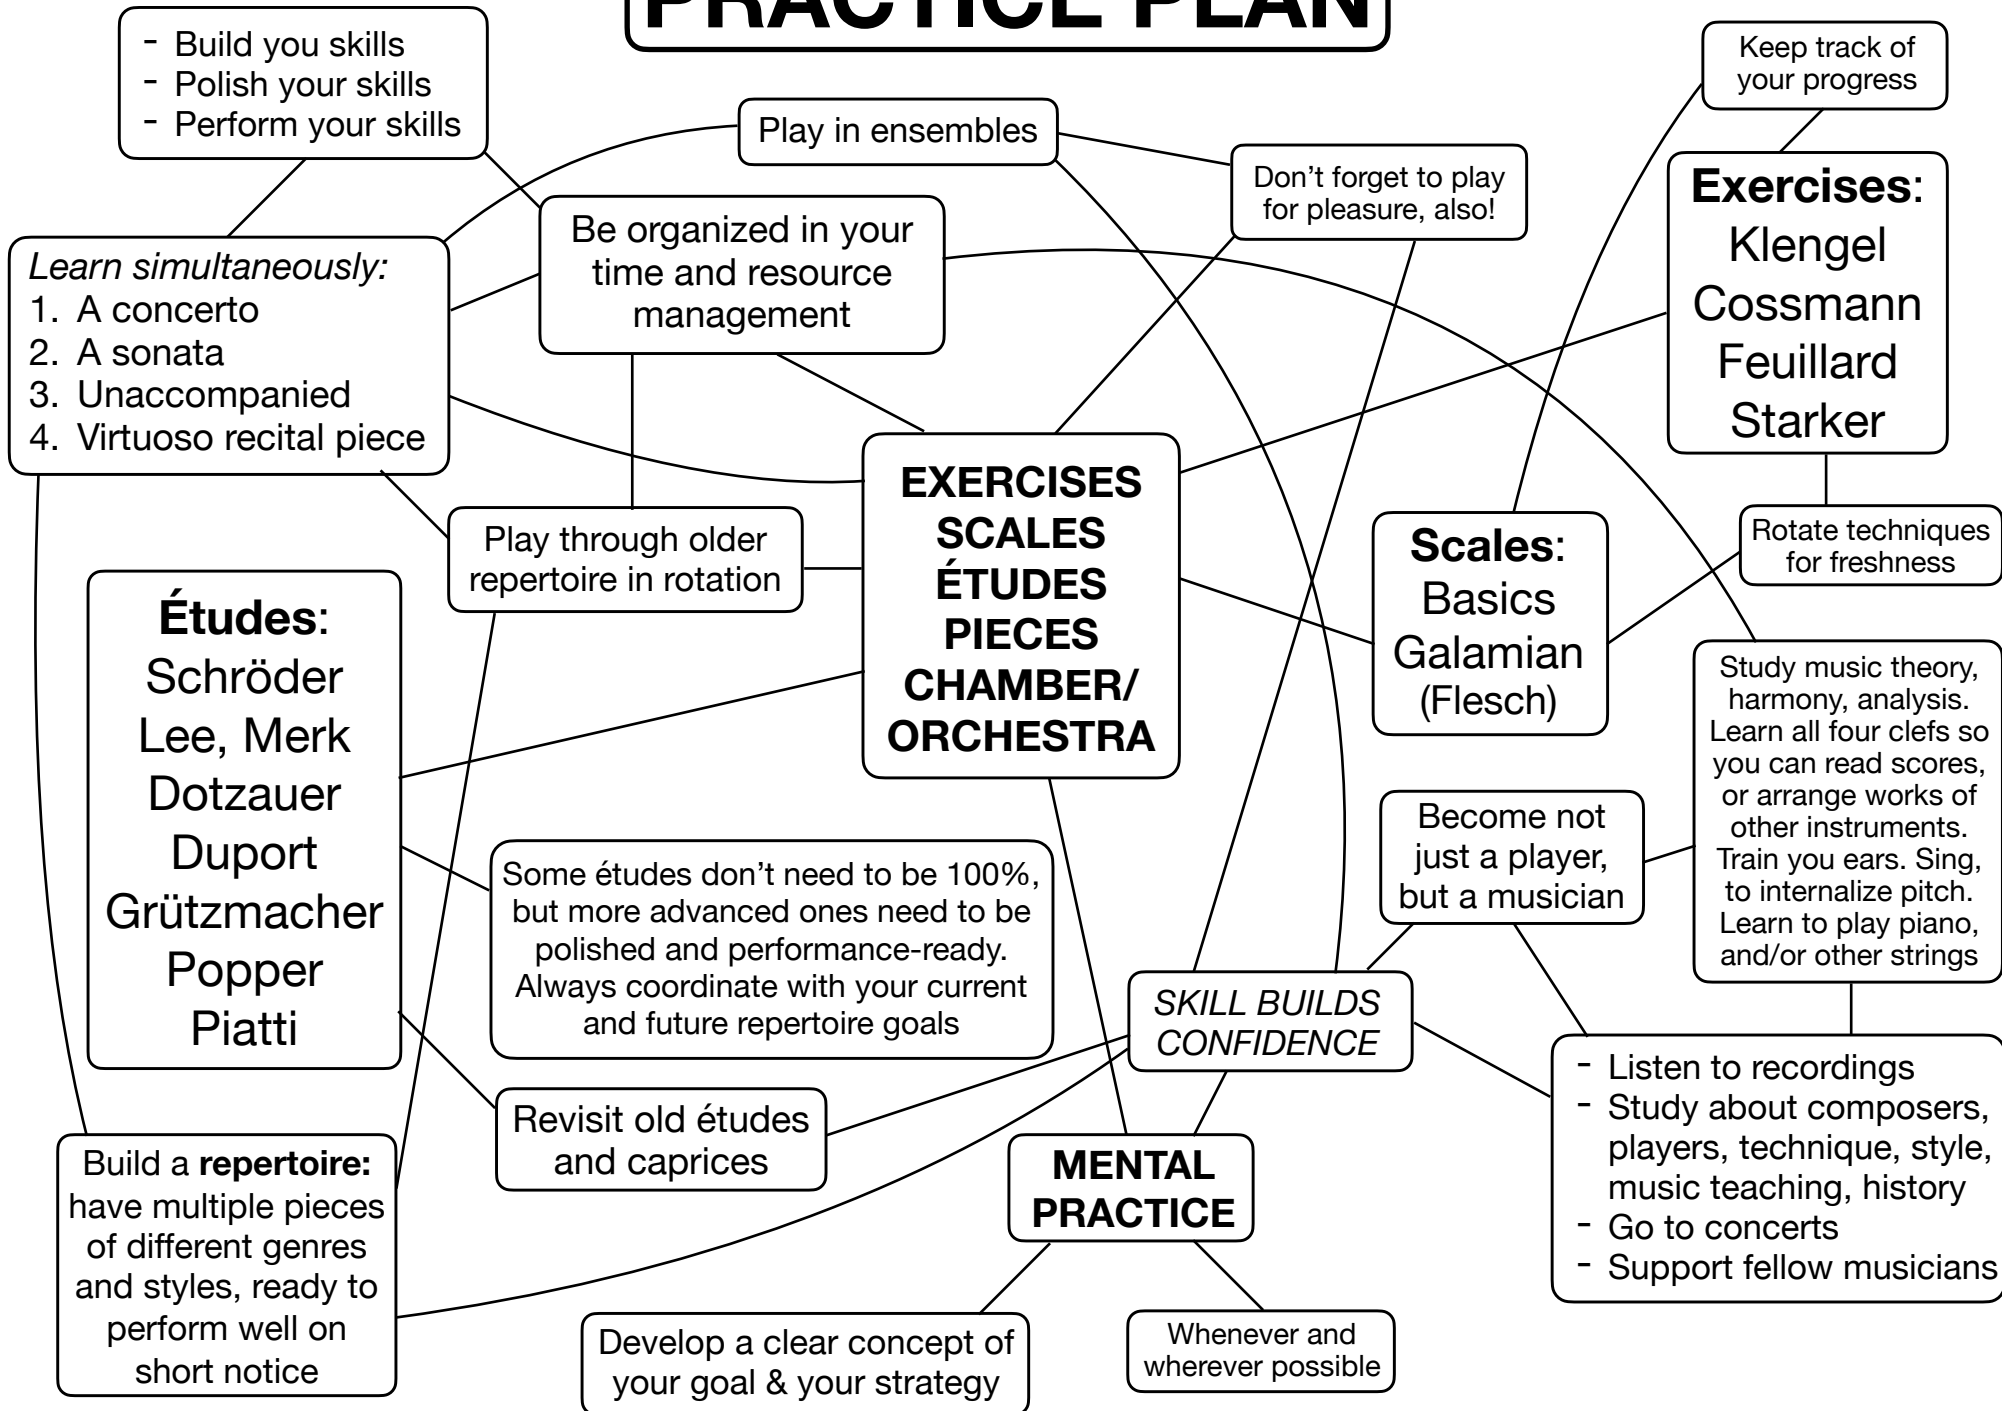 PRACTICE PLAN
- Build you skills
- Polish your skills
- Perform your skills
Keep track of
your progress
Play in ensembles
Don't forget to play
for pleasure, also!
Exercises:
Klengel
Cossmann
Feuillard
Starker
Be organized in your
time and resource
management
Learn simultaneously:
1. A concerto
2. A sonata
3. Unaccompanied
4. Virtuoso recital piece
EXERCISES
SCALES
ÉTUDES
PIECES
CHAMBER/
ORCHESTRA
Play through older
repertoire in rotation
Scales:
Basics
Galamian
(Flesch)
Rotate techniques
for freshness
Études:
Schröder
Lee, Merk
Dotzauer
Duport
Grützmacher
Popper
Piatti
Study music theory,
harmony, analysis.
Learn all four clefs so
you can read scores,
or arrange works of
other instruments.
Train you ears. Sing,
to internalize pitch.
Learn to play piano,
and/or other strings
Become not
just a player,
but a musician
Some études don't need to be 100%,
but more advanced ones need to be
polished and performance-ready.
Always coordinate with your current
and future repertoire goals
SKILL BUILDS
CONFIDENCE
- Listen to recordings
- Study about composers,
players, technique, style,
music teaching, history
- Go to concerts
- Support fellow musicians
Revisit old études
and caprices
Build a repertoire:
have multiple pieces
of different genres
and styles, ready to
perform well on
short notice
MENTAL
PRACTICE
Develop a clear concept of
your goal & your strategy
Whenever and
wherever possible